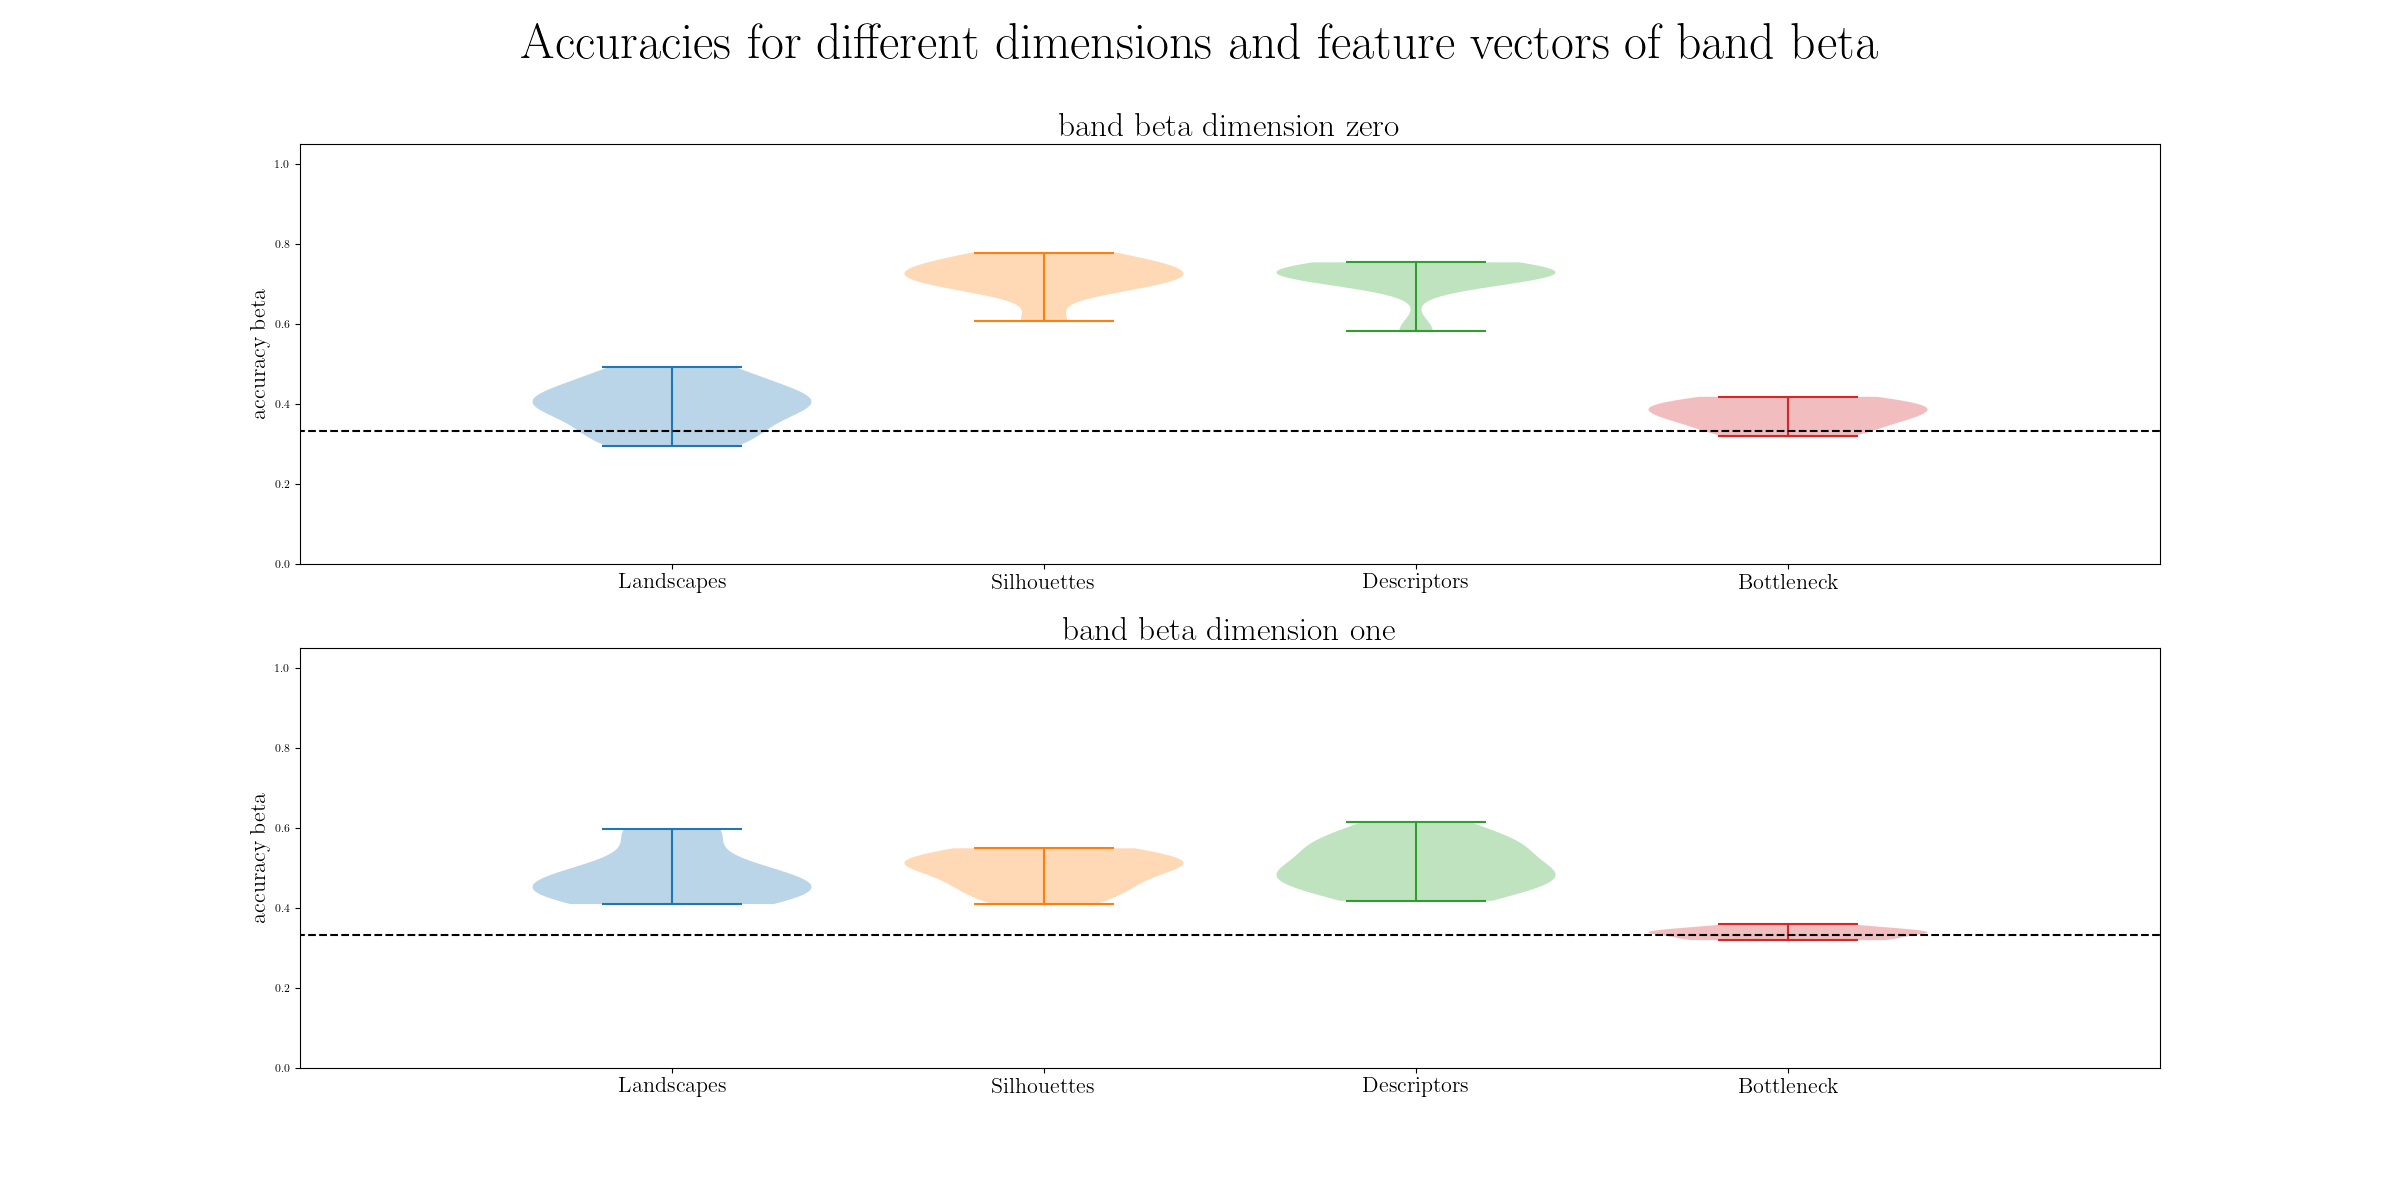 Accuracies for different dimensions and feature vectors of band beta
band beta dimension zero
accuracy beta
1.0
0.8
0.6
0.4
0.2
0.0
Landscapes Silhouettes Descriptors Bottleneck
band beta dimension one
accuracy beta
1.0
0.8
0.6
0.4
0.2
0.0
Landscapes Silhouettes Descriptors Bottleneck